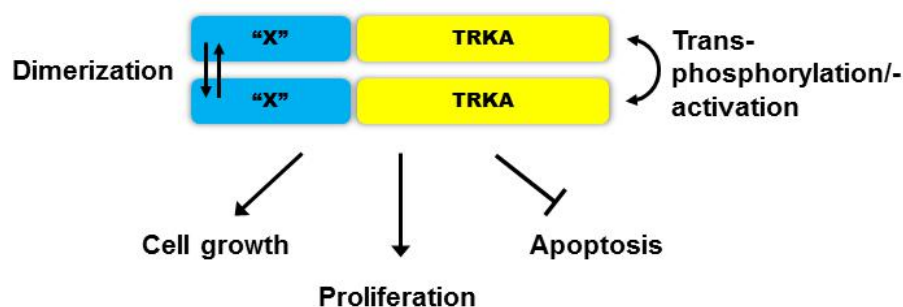 “X” TRKA
Dimerization
“X” TRKA
Trans-
phosphorylation/-
activation
Cell growth
Apoptosis
Proliferation